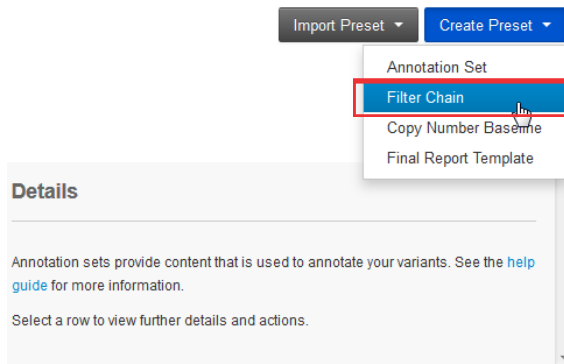 Import Preset Create Preset
Annotation Set
Filter Chain
Copy Number Baseline
Final Report Template
Details
Annotation sets provide content that is used to annotate your variants. See the help
guide for more information.
Select a row to view further details and actions.